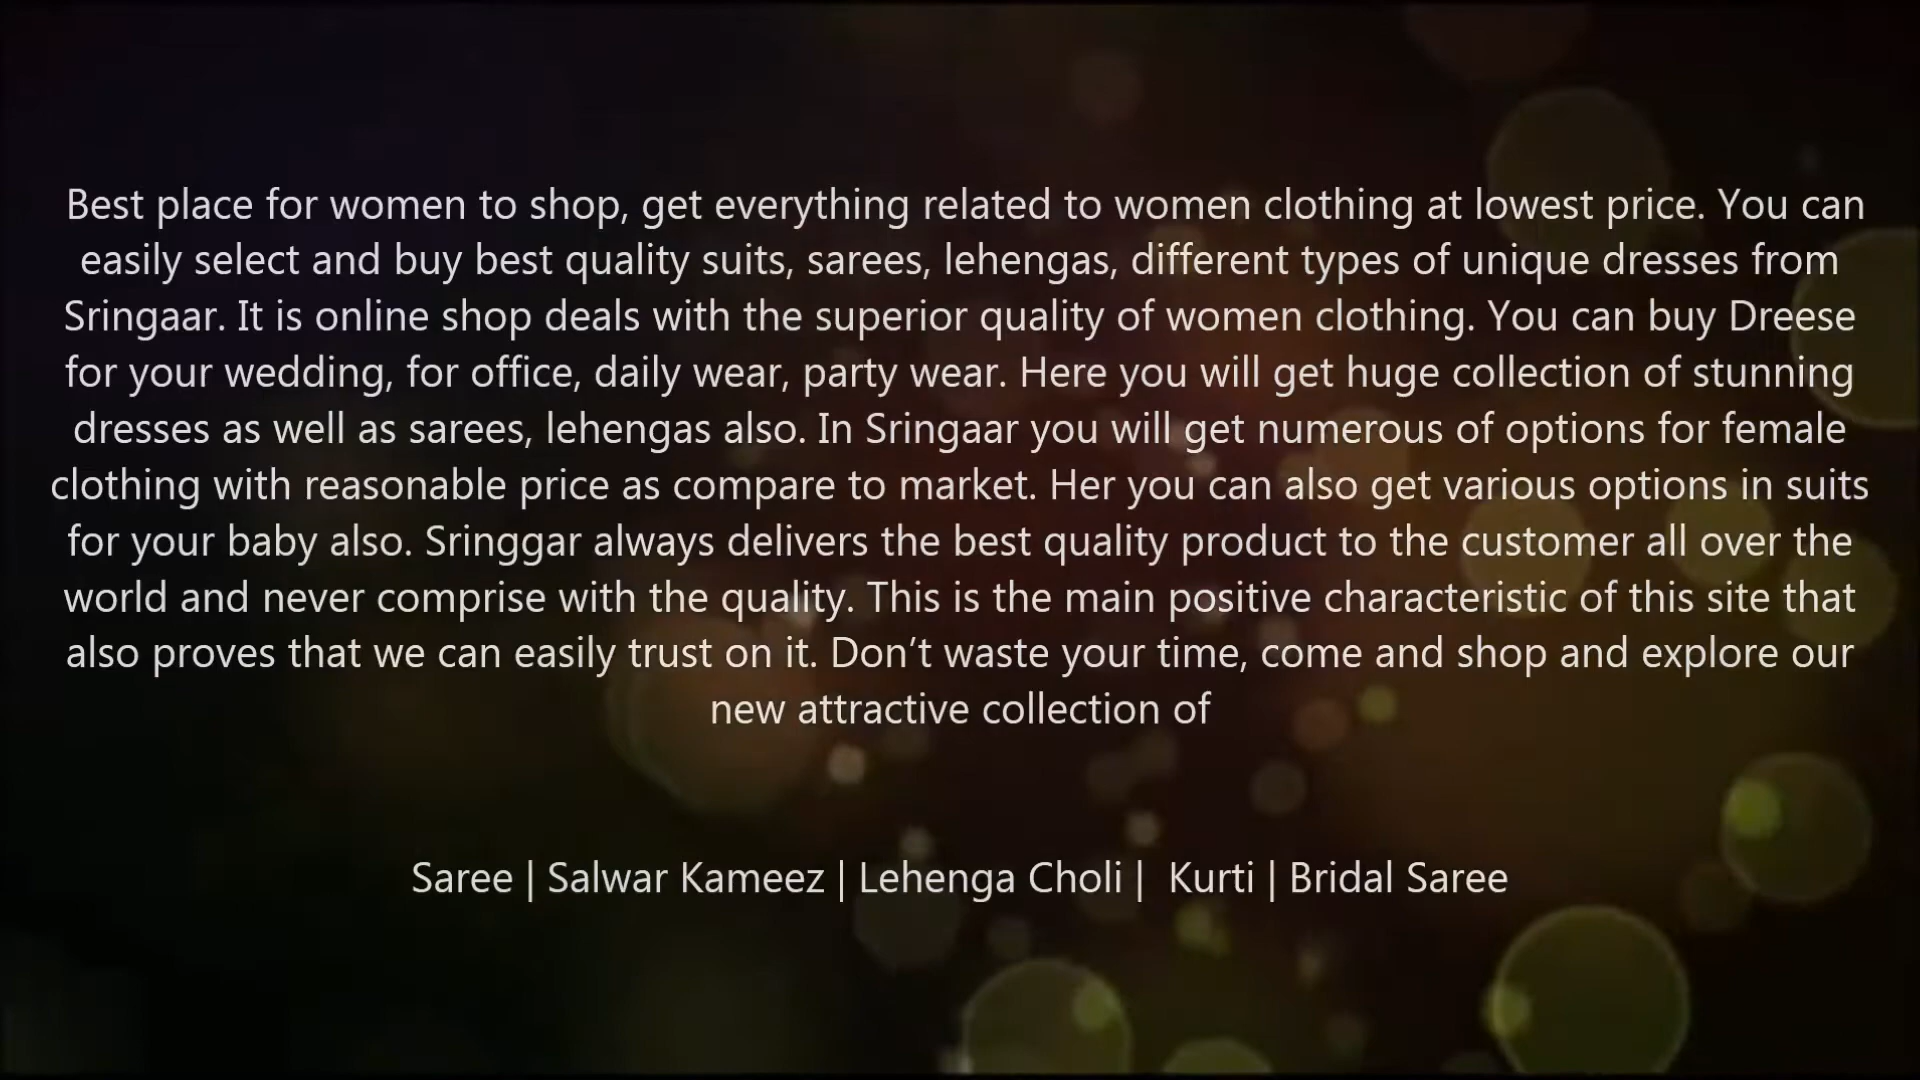 Best place for women to shop, get everything related to women clothing at lowest price. You can
easily select and buy best quality suits, sarees, lehengas, different types of unique dresses from
Sringaar. It is online shop deals with the superior quality of women clothing. You can buy Dreese
for your wedding, for office, daily wear, party wear. Here you will get huge collection of stunning
dresses as well as sarees, lehengas also. In Sringaar you will get numerous of options for female
clothing with reasonable price as compare to market. Her you can also get various options in suits
for your baby also. Sringgar always delivers the best quality product to the customer all over the
world and never comprise with the quality. This is the main positive characteristic of this site that
also proves that we can easily trust on it. Don’t waste your time, come and shop and explore our
new attractive collection of
Saree | Salwar Kameez | Lehenga Choli |  Kurti | Bridal Saree